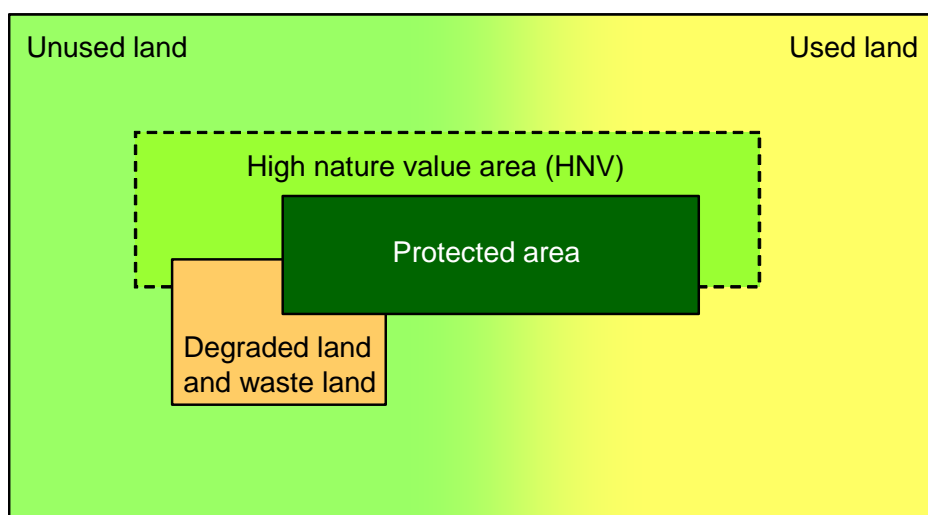 Unused land
Used land
High nature value area (HNV)
Protected area
Degraded land
and waste land